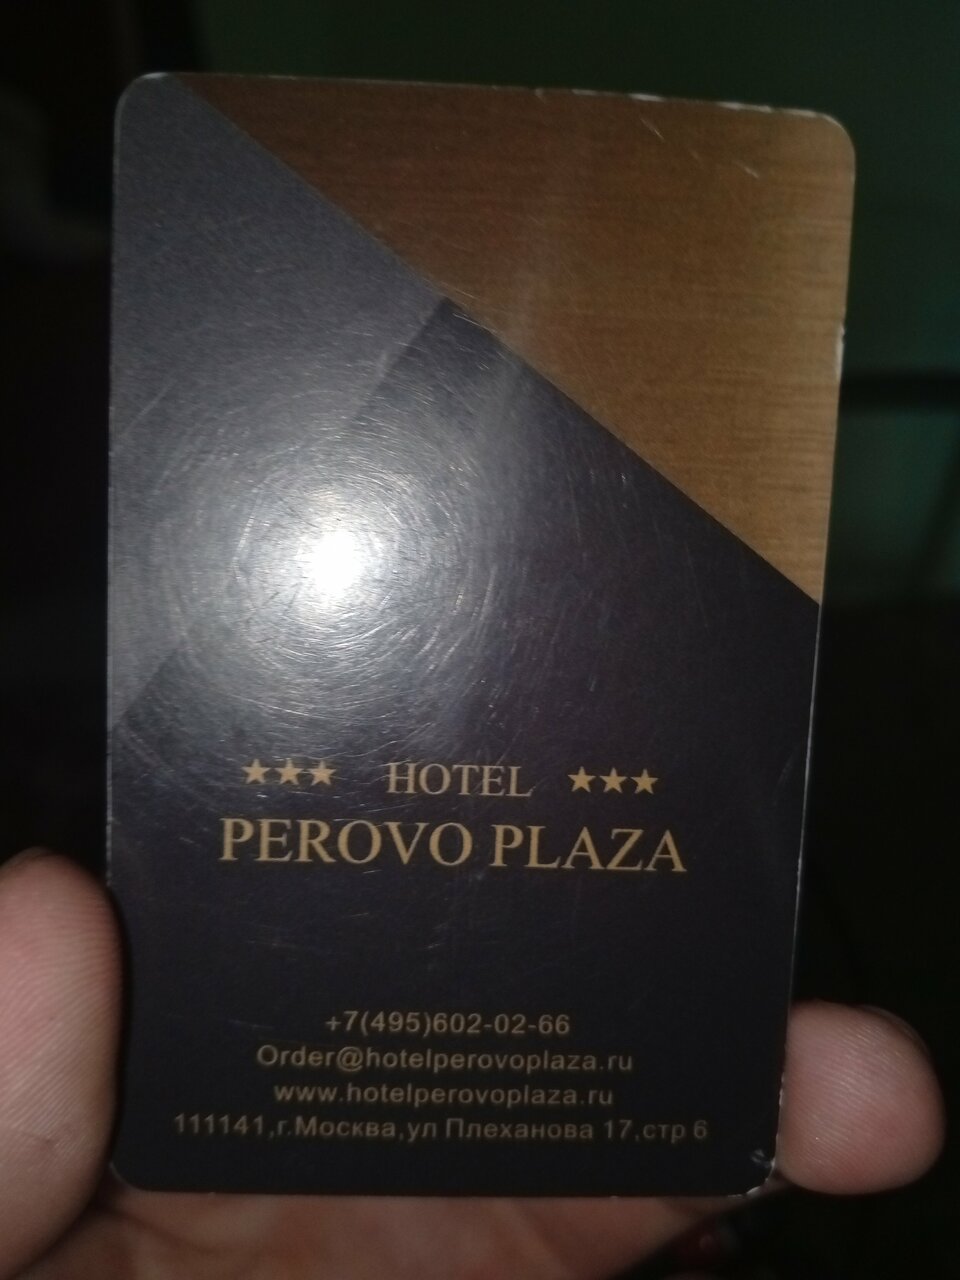 ★★★ HOTEL ★★★
PEROVO PLAZA
+7(495)602-02-66
Order@hotelperovoplaza.ru
www.hotelperovoplaza.ru
111141,г.Москва,ул Плеханова 17,стр 6